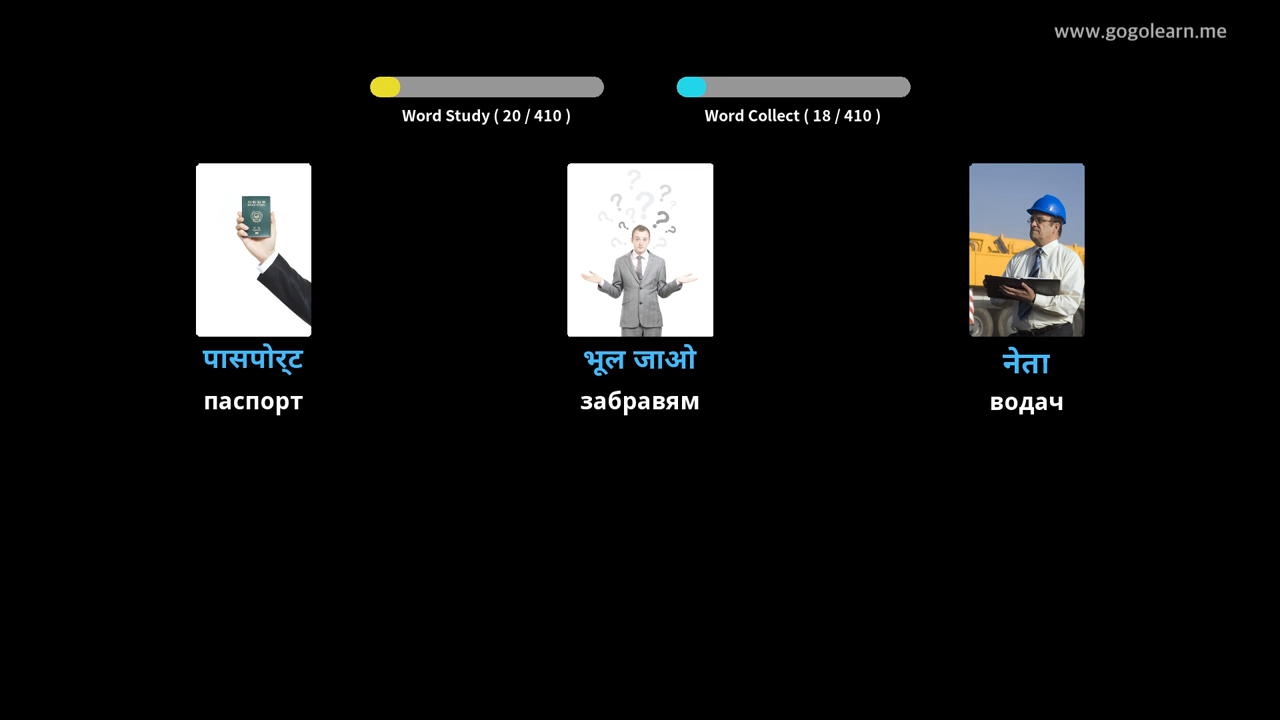 www.gogolearn.me
Word Study ( 20 / 410 )
Word Collect ( 18 / 410 )
पासपोर्ट
भूल जाओ
नेता
паспорт
забравям
водач